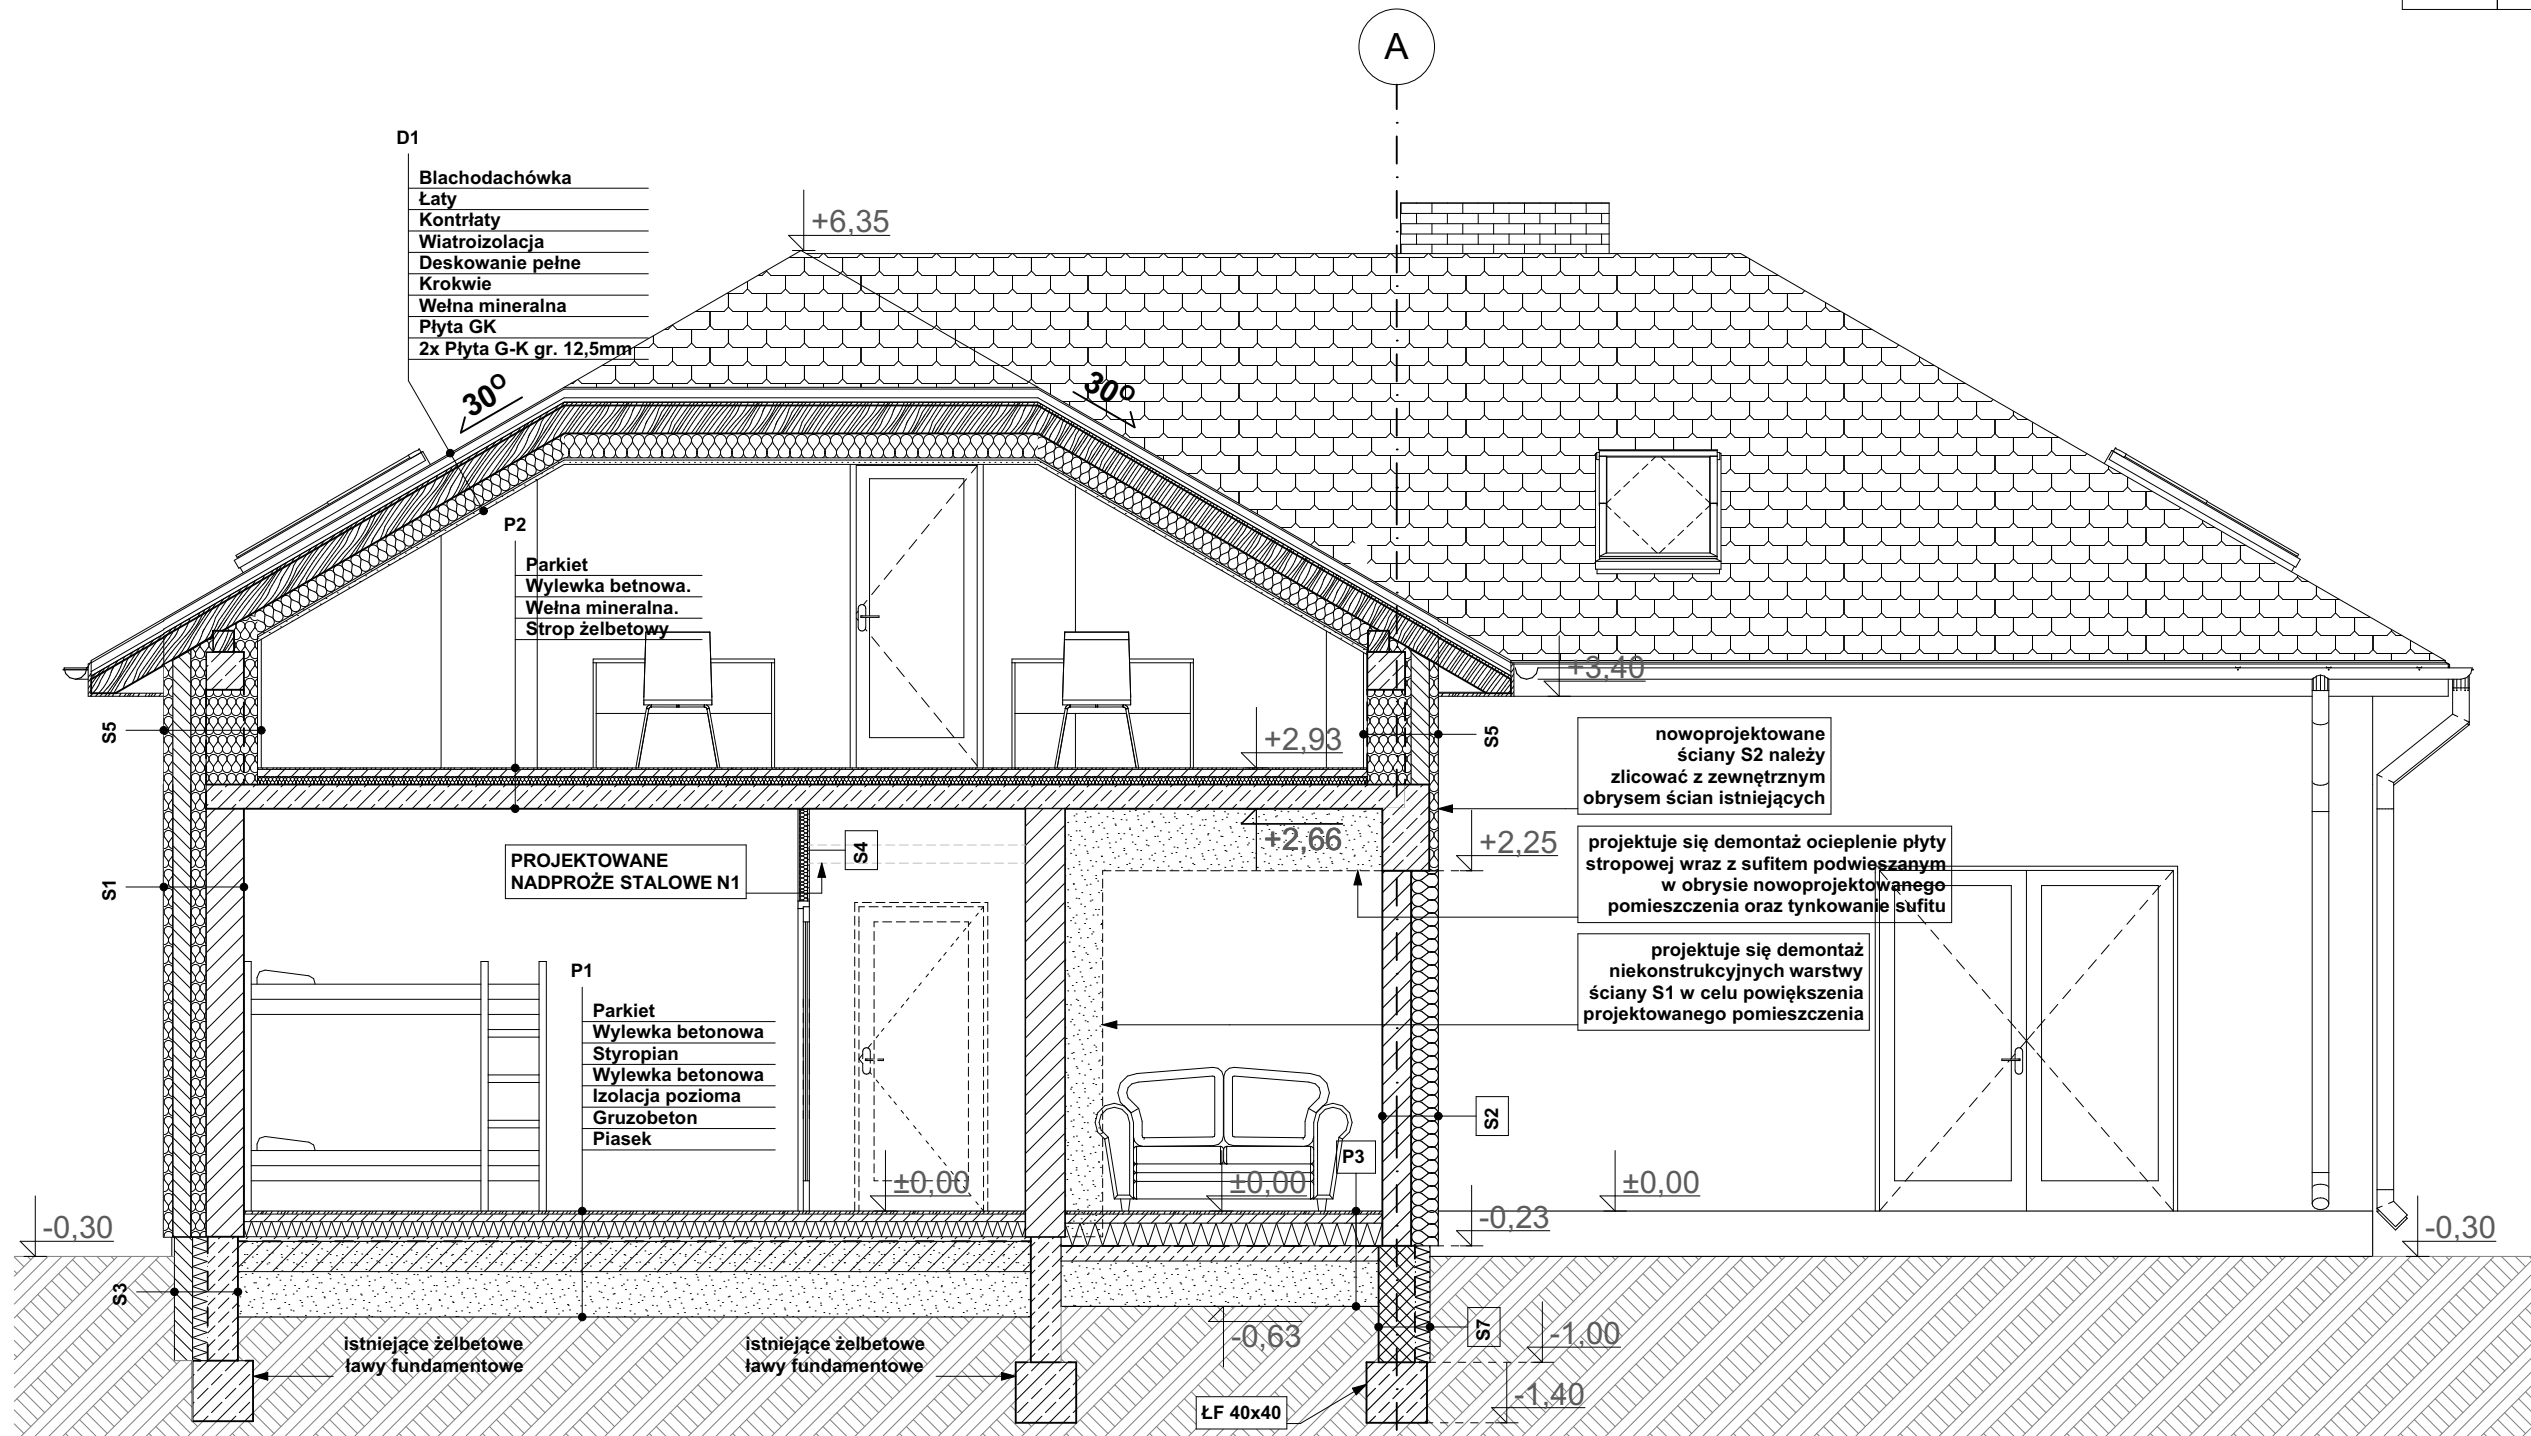 A
D1
Blachodachówka
Łaty
Kontrłaty
Wiatroizolacja
Deskowanie pełne
Krokwie
Wełna mineralna
Płyta GK
2x Płyta G-K gr. 12,5mm
+6,35
30°
30°
P2
Parkiet
Wylewka betnowa.
Wełna mineralna.
Strop żelbetowy
+3,40
S5
+2,93
S5
nowoprojektowane
ściany S2 należy
zlicować z zewnętrznym
obrysem ścian istniejących
+2,66
+2,25
S4
PROJEKTOWANE
NADPROŻE STALOWE N1
projektuje się demontaż ocieplenie płyty
stropowej wraz z sufitem podwieszanym
w obrysie nowoprojektowanego
pomieszczenia oraz tynkowanie sufitu
S1
projektuje się demontaż
niekonstrukcyjnych warstwy
ściany S1 w celu powiększenia
projektowanego pomieszczenia
P1
Parkiet
Wylewka betonowa
Styropian
Wylewka betonowa
Izolacja pozioma
Gruzobeton
Piasek
S2
P3
±0,00
±0,00
±0,00
-0,30
-0,23
-0,30
S3
S7
-0,63
-1,00
istniejące żelbetowe
ławy fundamentowe
istniejące żelbetowe
ławy fundamentowe
-1,40
ŁF 40x40